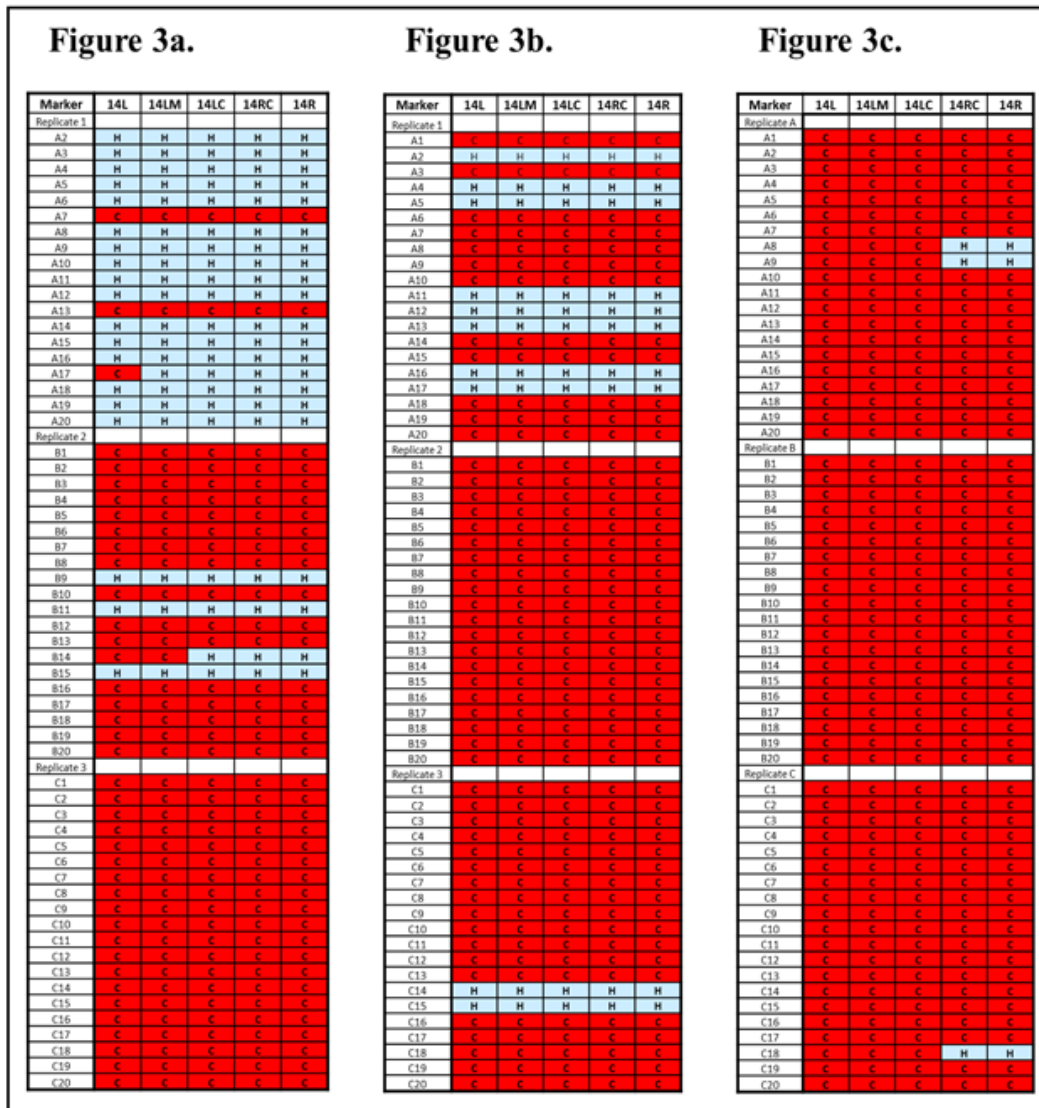 Figure 3a.
Marker 14L 14LM 14LC 14RC 14R
Replicate 1
A2 H H H H H
A3 H H H H H
A4 H H H H H
A5 H H H H H
A6 H H H H H
A7 C C C C C
A8 H H H H H
A9 H H H H H
A10 H H H H H
A11 H H H H H
A12 H H H H H
A13 C C C C C
A14 H H H H H
A15 H H H H H
A16 H H H H H
A17 C H H H H
A18 H H H H H
A19 H H H H H
A20 H H H H H
Replicate 2
B1 C C C C C
B2 C C C C C
B3 C C C C C
B4 C C C C C
B5 C C C C C
B6 C C C C C
B7 C C C C C
B8 C C C C C
B9 H H H H H
B10 C C C C C
B11 H H H H H
B12 C C C C C
B13 C C C C C
B14 C C H H H
B15 H H H H H
B16 C C C C C
B17 C C C C C
B18 C C C C C
B19 C C C C C
B20 C C C C C
Replicate 3
C1 C C C C C
C2 C C C C C
C3 C C C C C
C4 C C C C C
C5 C C C C C
C6 C C C C C
C7 C C C C C
C8 C C C C C
C9 C C C C C
C10 C C C C C
C11 C C C C C
C12 C C C C C
C13 C C C C C
C14 C C C C C
C15 C C C C C
C16 C C C C C
C17 C C C C C
C18 C C C C C
C19 C C C C C
C20 C C C C C
Figure 3b.
Marker 14L 14LM 14LC 14RC 14R
Replicate 1
A1 C C C C C
A2 H H H H H
A3 C C C C C
A4 H H H H H
A5 H H H H H
A6 C C C C C
A7 C C C C C
A8 C C C C C
A9 C C C C C
A10 C C C C C
A11 H H H H H
A12 H H H H H
A13 H H H H H
A14 C C C C C
A15 C C C C C
A16 H H H H H
A17 H H H H H
A18 C C C C C
A19 C C C C C
A20 C C C C C
Replicate 2
B1 C C C C C
B2 C C C C C
B3 C C C C C
B4 C C C C C
B5 C C C C C
B6 C C C C C
B7 C C C C C
B8 C C C C C
B9 C C C C C
B10 C C C C C
B11 C C C C C
B12 C C C C C
B13 C C C C C
B14 C C C C C
B15 C C C C C
B16 C C C C C
B17 C C C C C
B18 C C C C C
B19 C C C C C
B20 C C C C C
Replicate 3
C1 C C C C C
C2 C C C C C
C3 C C C C C
C4 C C C C C
C5 C C C C C
C6 C C C C C
C7 C C C C C
C8 C C C C C
C9 C C C C C
C10 C C C C C
C11 C C C C C
C12 C C C C C
C13 C C C C C
C14 H H H H H
C15 H H H H H
C16 C C C C C
C17 C C C C C
C18 C C C C C
C19 C C C C C
C20 C C C C C
Figure 3c.
Marker 14L 14LM 14LC 14RC 14R
Replicate A
A1 C C C C C
A2 C C C C C
A3 C C C C C
A4 C C C C C
A5 C C C C C
A6 C C C C C
A7 C C C C C
A8 C C C H H
A9 C C C H H
A10 C C C C C
A11 C C C C C
A12 C C C C C
A13 C C C C C
A14 C C C C C
A15 C C C C C
A16 C C C C C
A17 C C C C C
A18 C C C C C
A19 C C C C C
A20 C C C C C
Replicate B
B1 C C C C C
B2 C C C C C
B3 C C C C C
B4 C C C C C
B5 C C C C C
B6 C C C C C
B7 C C C C C
B8 C C C C C
B9 C C C C C
B10 C C C C C
B11 C C C C C
B12 C C C C C
B13 C C C C C
B14 C C C C C
B15 C C C C C
B16 C C C C C
B17 C C C C C
B18 C C C C C
B19 C C C C C
B20 C C C C C
Replicate C
C1 C C C C C
C2 C C C C C
C3 C C C C C
C4 C C C C C
C5 C C C C C
C6 C C C C C
C7 C C C C C
C8 C C C C C
C9 C C C C C
C10 C C C C C
C11 C C C C C
C12 C C C C C
C13 C C C C C
C14 C C C C C
C15 C C C C C
C16 C C C C C
C17 C C C C C
C18 C C C H H
C19 C C C C C
C20 C C C C C